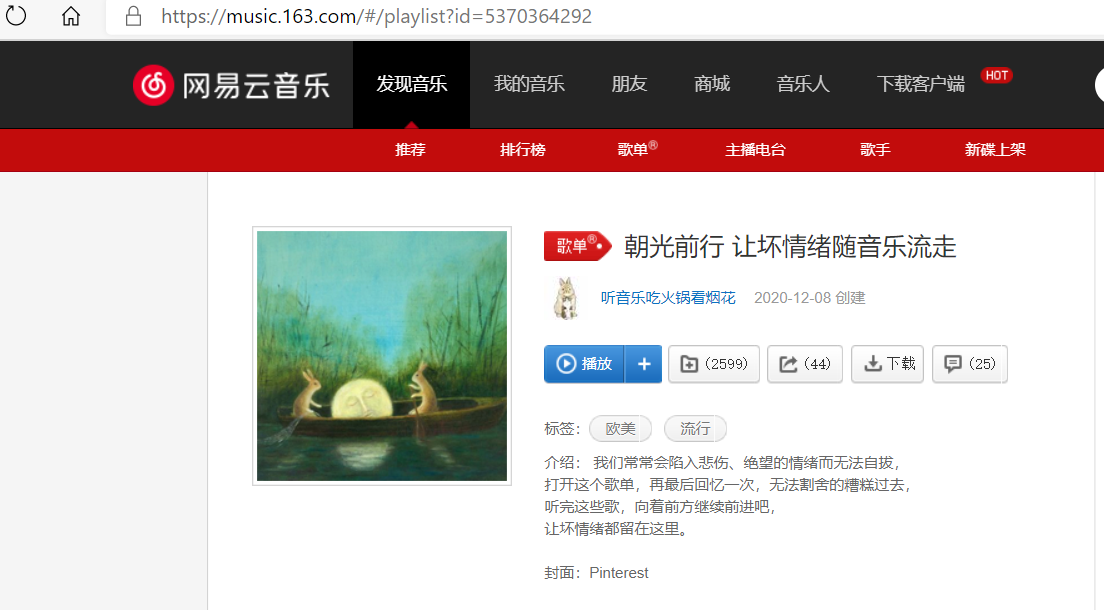 https://music.163.com/#/playlist?id=5370364292
网易云音乐 发现音乐 我的音乐 朋友 商城 音乐人 下载客户端 HOT
推荐 排行榜 歌单® 主播电台 歌手 新碟上架
歌单® 朝光前行 让坏情绪随音乐流走
听音乐吃火锅看烟花 2020-12-08 创建
播放 + (2599) (44) 下载 (25)
标签： 欧美 流行
介绍： 我们常常会陷入悲伤、绝望的情绪而无法自拔，
打开这个歌单，再最后回忆一次，无法割舍的糟糕过去，
听完这些歌，向着前方继续前进吧，
让坏情绪都留在这里。
封面：Pinterest